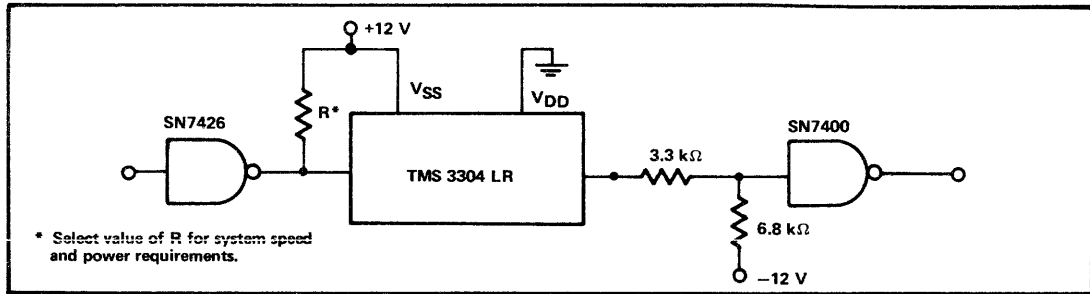 +12 V
VSS
VDD
R*
SN7426
SN7400
3.3 kΩ
TMS 3304 LR
6.8 kΩ
* Select value of R for system speed
and power requirements.
−12 V